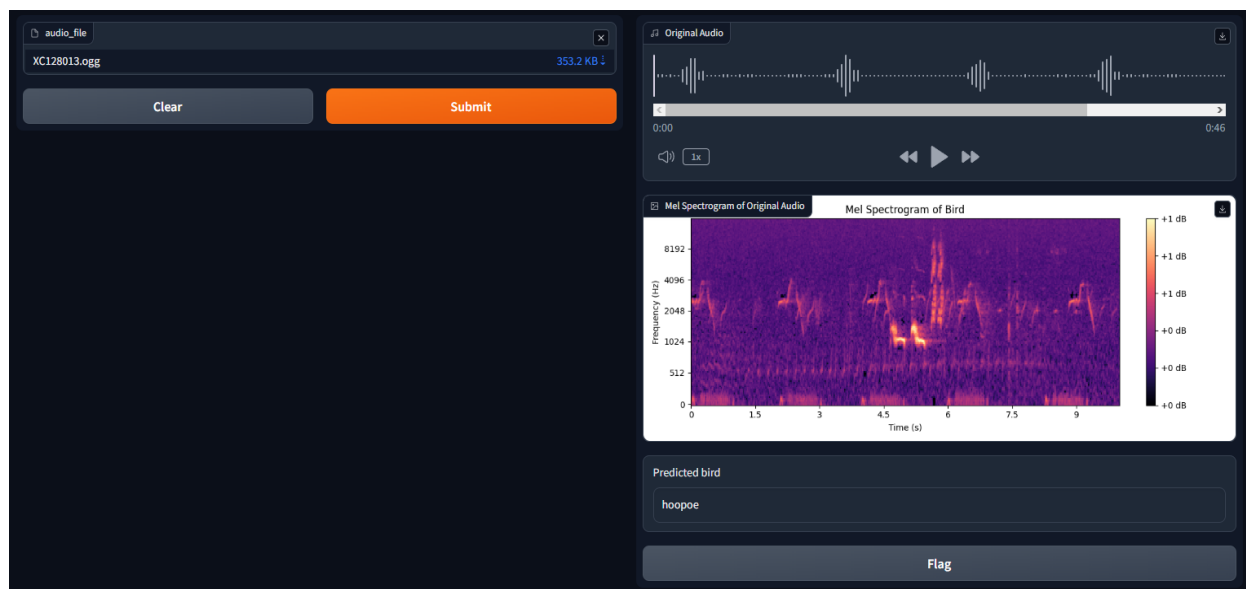 audio_file
XC128013.ogg 353.2 KB ↓
Clear Submit
Original Audio
0:00 0:46
1x
Mel Spectrogram of Original Audio
Mel Spectrogram of Bird
Frequency (Hz)
8192
4096
2048
1024
512
0
0 1.5 3 4.5 6 7.5 9
Time (s)
+1 dB
+1 dB
+1 dB
+0 dB
+0 dB
+0 dB
Predicted bird
hoopoe
Flag